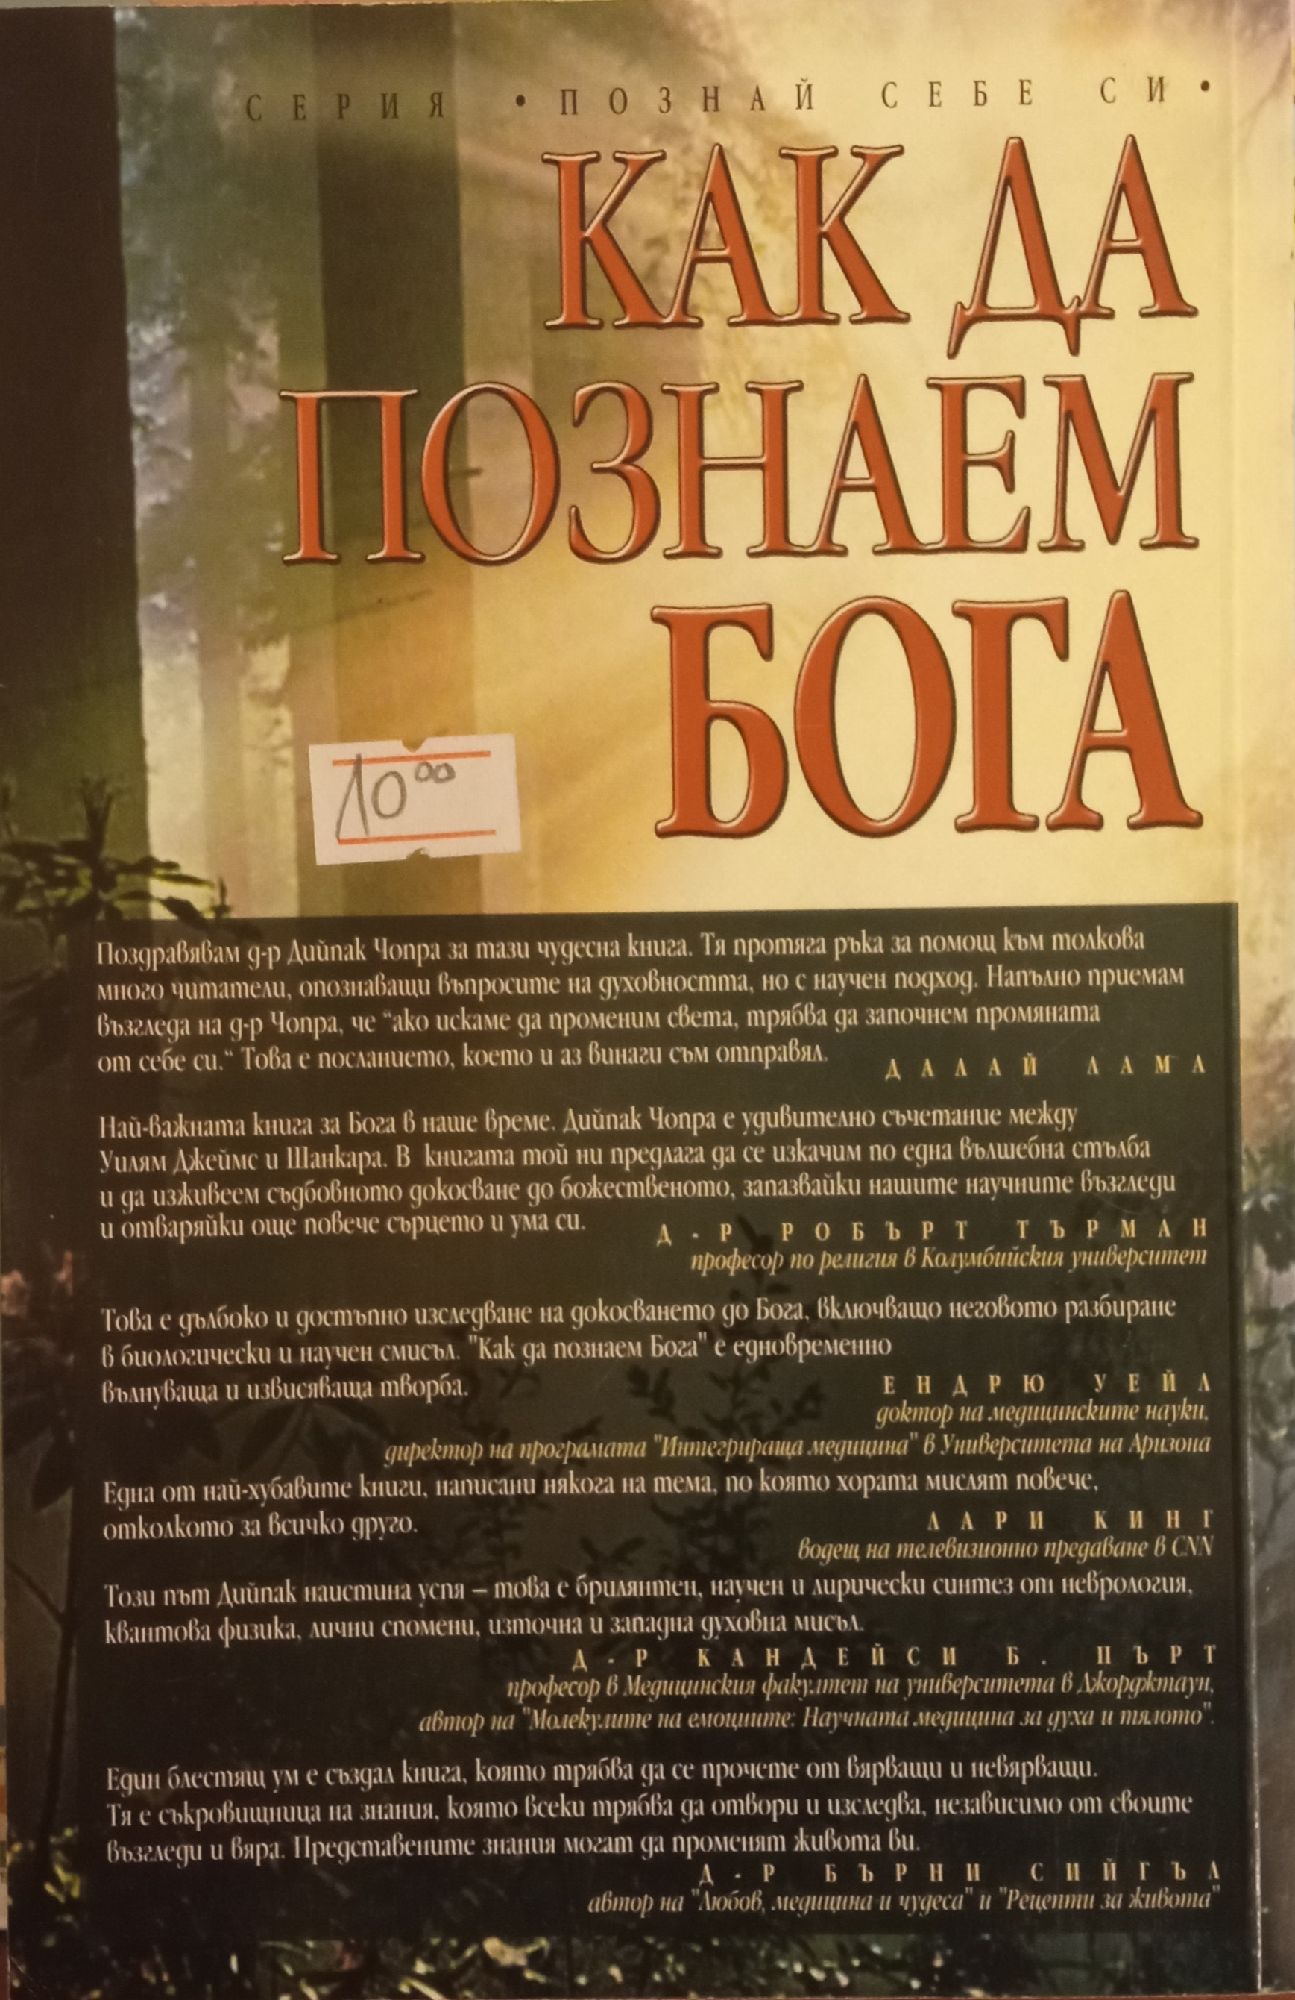 СЕРИЯ • ПОЗНАЙ СЕБЕ СИ •
КАК ДА
ПОЗНАЕМ
БОГА
10⁰⁰
Поздравявам д-р Дийпак Чопра за тази чудесна книга. Тя протяга ръка за помощ към толкова
много читатели, опознаващи въпросите на духовността, но с научен подход. Напълно приемам
възгледа на д-р Чопра, че "ако искаме да променим света, трябва да започнем промяната
от себе си." Това е посланието, което и аз винаги съм отправял.
ДАЛАЙ ЛАМА
Най-важната книга за Бога в наше време. Дийпак Чопра е удивително съчетание между
Уилям Джеймс и Шанкара. В книгата той ни предлага да се изкачим по една вълшебна стълба
и да изживеем съдбовното докосване до божественото, запазвайки нашите научните възгледи
и отваряйки още повече сърцето и ума си.
Д-Р РОБЪРТ ТЪРМАН
професор по религия в Колумбийския университет
Това е дълбоко и достъпно изследване на докосването до Бога, включващо неговото разбиране
в биологически и научен смисъл. "Как да познаем Бога" е едновременно
вълнуваща и извисяваща творба.
ЕНДРЮ УЕЙЛ
доктор на медицинските науки,
директор на програмата "Интегрираща медицина" в Университета на Аризона
Една от най-хубавите книги, написани някога на тема, по която хората мислят повече,
отколкото за всичко друго.
ЛАРИ КИНГ
водещ на телевизионно предаване в CNN
Този път Дийпак наистина успя – това е брилянтен, научен и лирически синтез от неврология,
квантова физика, лични спомени, източна и западна духовна мисъл.
Д-Р КАНДЕЙСИ Б. ПЪРТ
професор в Медицинския факултет на университета в Джорджтаун,
автор на "Молекулите на емоциите: Научната медицина за духа и тялото".
Един блестящ ум е създал книга, която трябва да се прочете от вярващи и невярващи.
Тя е съкровищница на знания, която всеки трябва да отвори и изследва, независимо от своите
възгледи и вяра. Представените знания могат да променят живота ви.
Д-Р БЪРНИ СИЙГЪЛ
автор на "Любов, медицина и чудеса" и "Рецепти за живота"